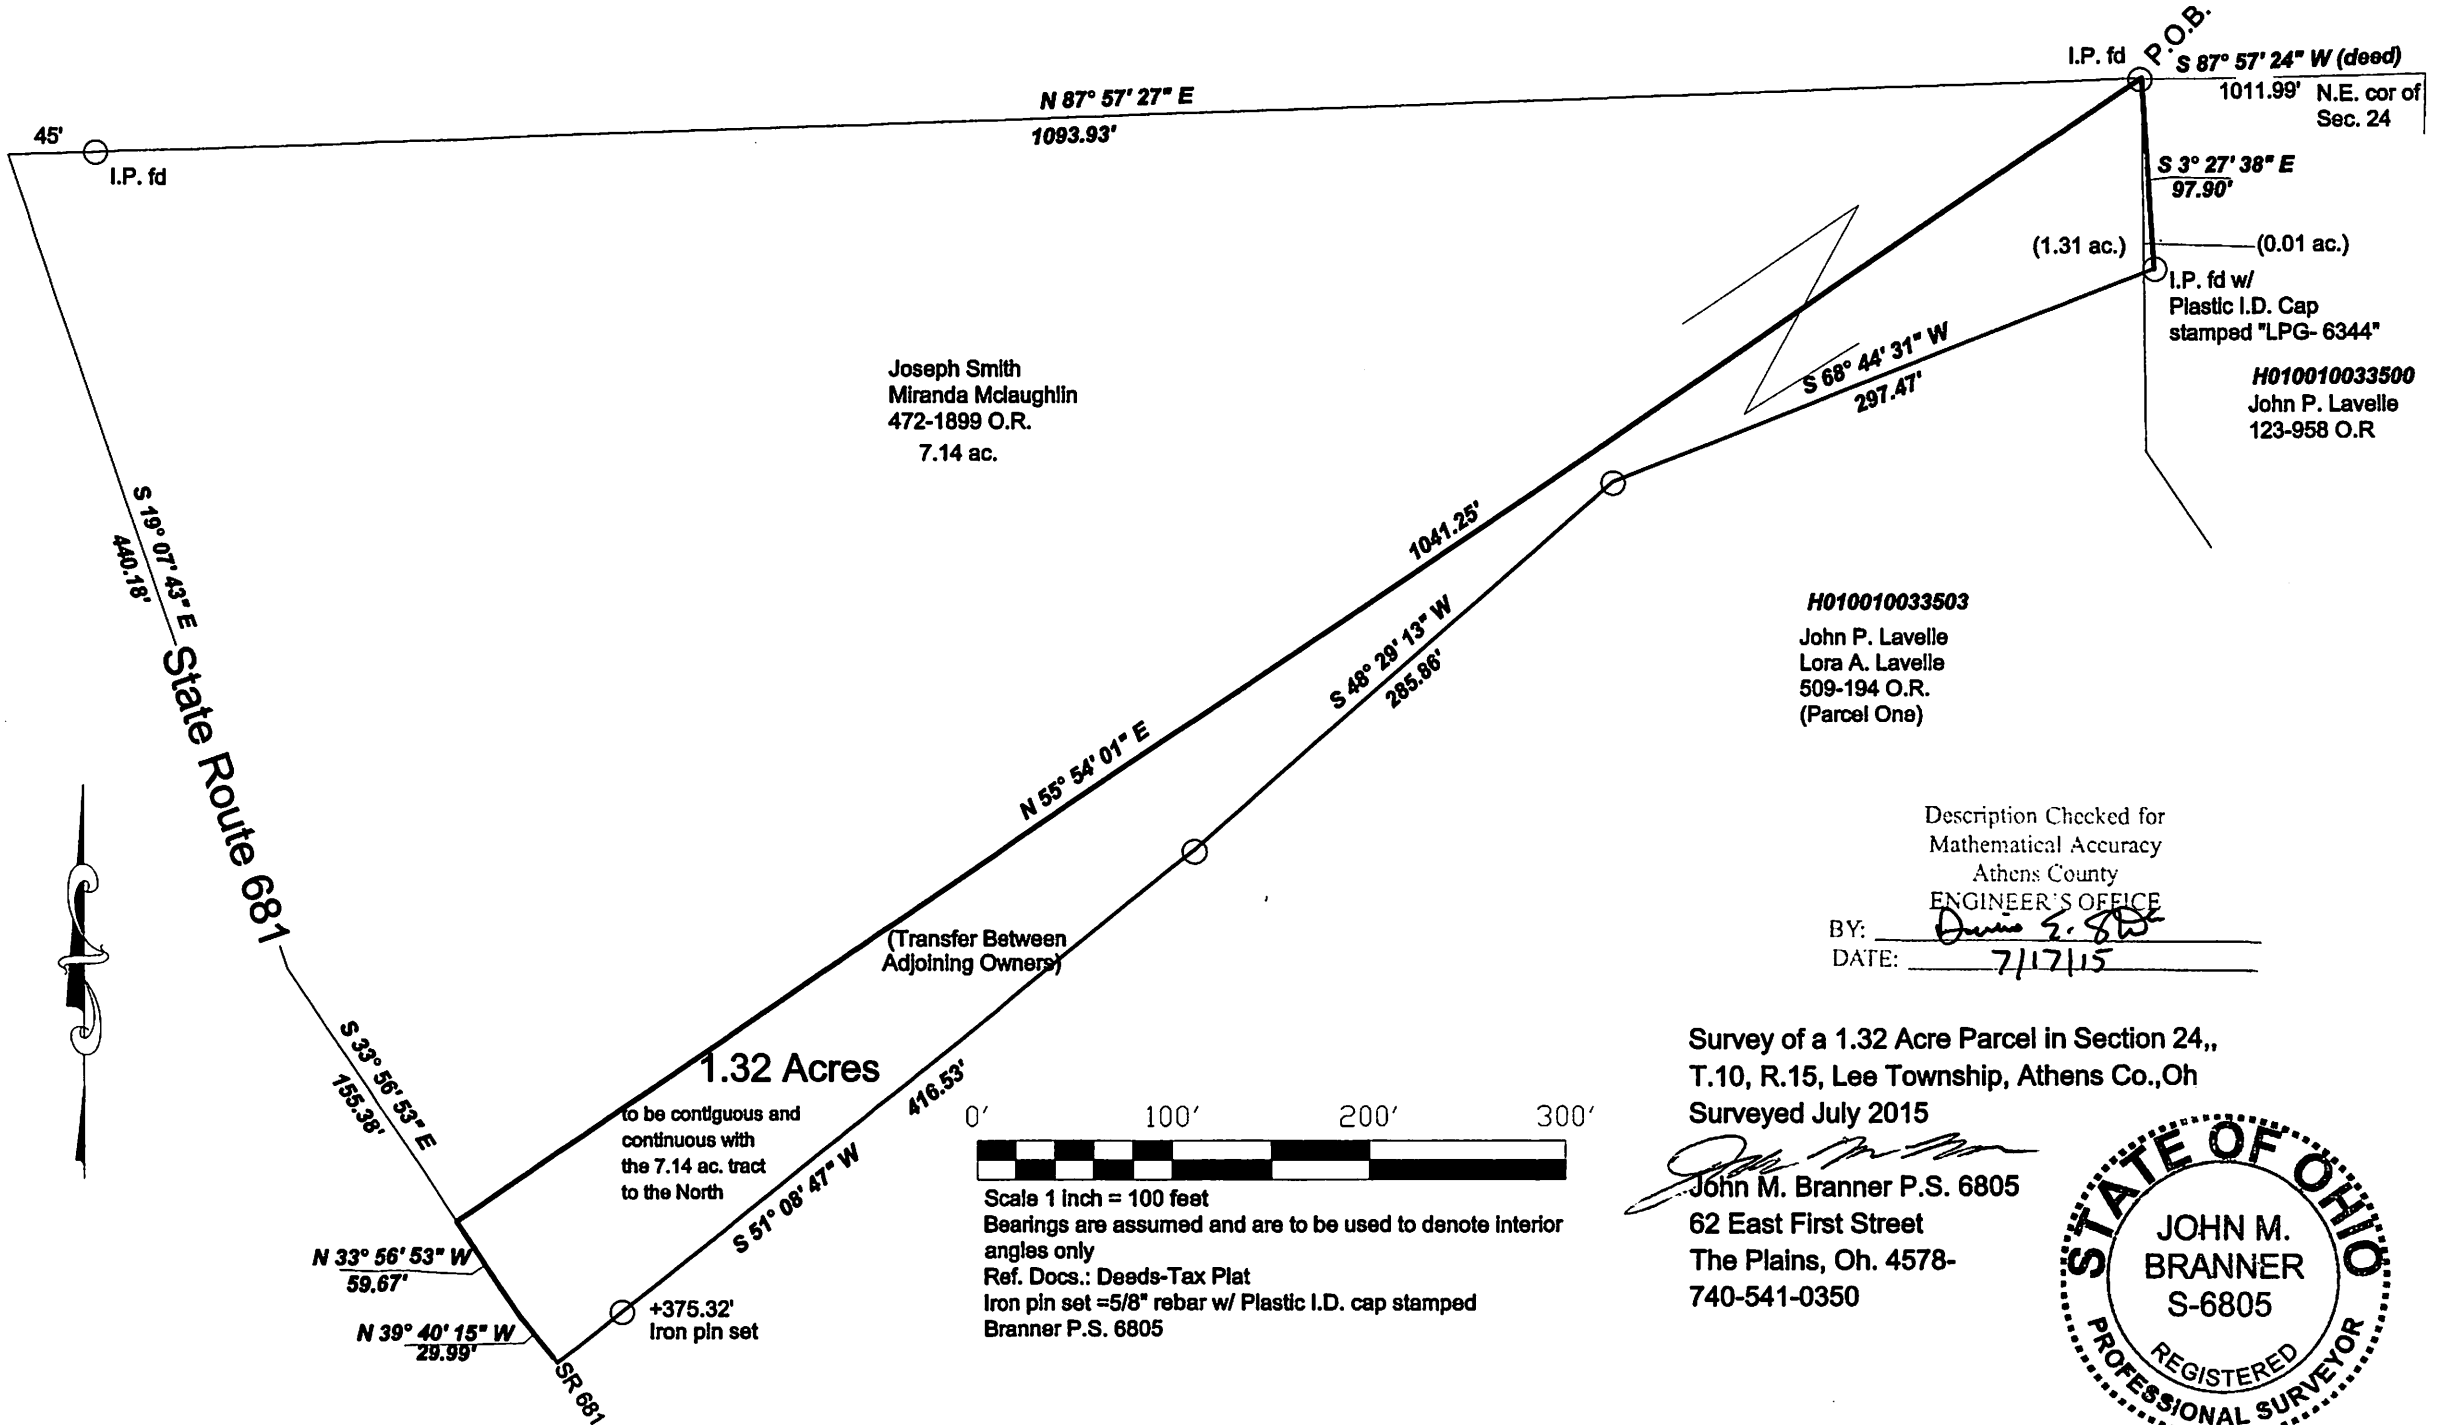 P.O.B.
I.P. fd
S 87° 57' 24" W (deed)
1011.99'
N.E. cor of
Sec. 24
N 87° 57' 27" E
1093.93'
45'
I.P. fd
S 3° 27' 38" E
97.90'
(1.31 ac.)
(0.01 ac.)
I.P. fd w/
Plastic I.D. Cap
stamped "LPG- 6344"
S 68° 44' 31" W
297.47'
H010010033500
John P. Lavelle
123-958 O.R
Joseph Smith
Miranda Mclaughlin
472-1899 O.R.
7.14 ac.
S 19° 07' 43" E
440.18'
State Route 681
1041.25'
N 55° 54' 01" E
S 48° 29' 13" W
285.86'
H010010033503
John P. Lavelle
Lora A. Lavelle
509-194 O.R.
(Parcel One)
Description Checked for
Mathematical Accuracy
Athens County
ENGINEER'S OFFICE
BY:
DATE: 7/17/15
(Transfer Between
Adjoining Owners)
S 33° 56' 53" E
155.38'
1.32 Acres
to be contiguous and
continuous with
the 7.14 ac. tract
to the North
416.53'
S 51° 08' 47" W
N 33° 56' 53" W
59.67'
N 39° 40' 15" W
29.99'
+375.32'
Iron pin set
SR 681
0' 100' 200' 300'
Scale 1 inch = 100 feet
Bearings are assumed and are to be used to denote interior
angles only
Ref. Docs.: Deeds-Tax Plat
Iron pin set =5/8" rebar w/ Plastic I.D. cap stamped
Branner P.S. 6805
Survey of a 1.32 Acre Parcel in Section 24,,
T.10, R.15, Lee Township, Athens Co.,Oh
Surveyed July 2015
John M. Branner P.S. 6805
62 East First Street
The Plains, Oh. 4578-
740-541-0350
STATE OF OHIO
JOHN M.
BRANNER
S-6805
REGISTERED
PROFESSIONAL SURVEYOR